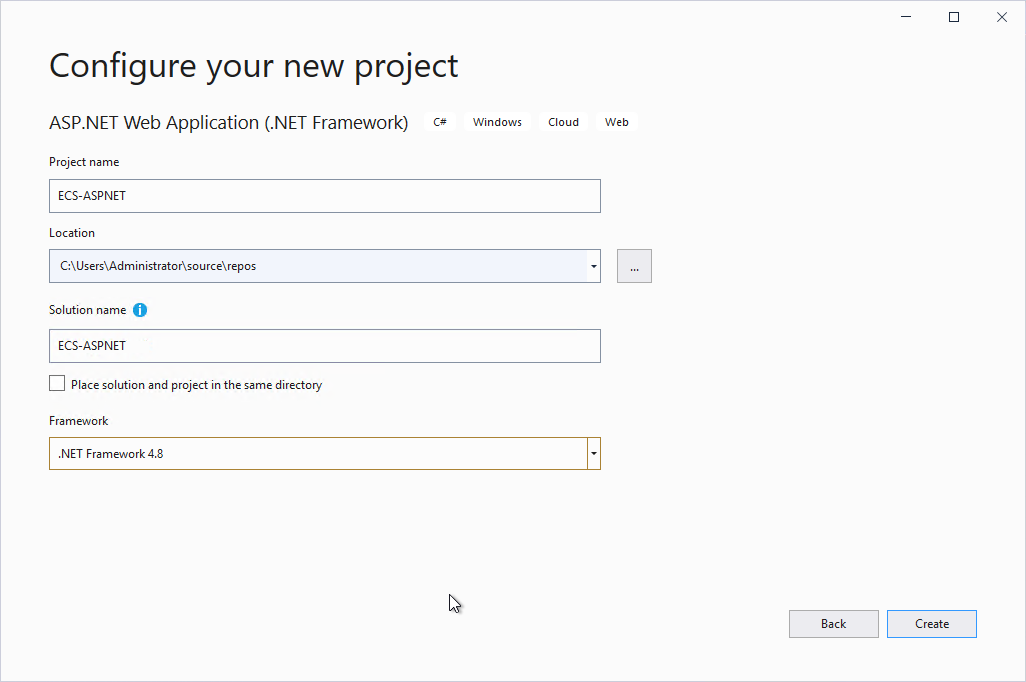 Configure your new project
ASP.NET Web Application (.NET Framework) C# Windows Cloud Web
Project name
ECS-ASPNET
Location
C:\Users\Administrator\source\repos
...
Solution name
ECS-ASPNET
Place solution and project in the same directory
Framework
.NET Framework 4.8
Back Create